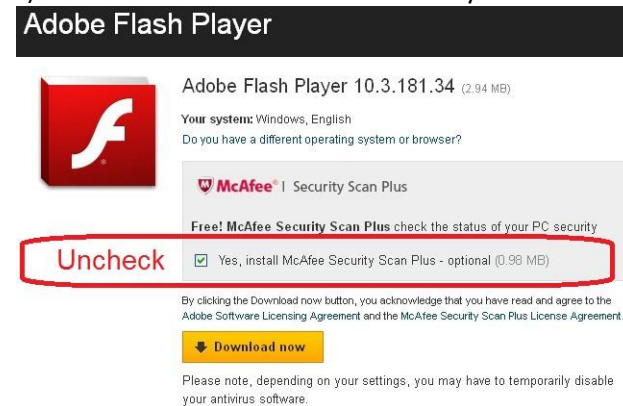 Adobe Flash Player
Adobe Flash Player 10.3.181.34 (2.94 MB)
Your system: Windows, English
Do you have a different operating system or browser?
McAfee® | Security Scan Plus
Free! McAfee Security Scan Plus check the status of your PC security
Uncheck
Yes, install McAfee Security Scan Plus - optional (0.98 MB)
By clicking the Download now button, you acknowledge that you have read and agree to the
Adobe Software Licensing Agreement and the McAfee Security Scan Plus License Agreement.
Download now
Please note, depending on your settings, you may have to temporarily disable
your antivirus software.